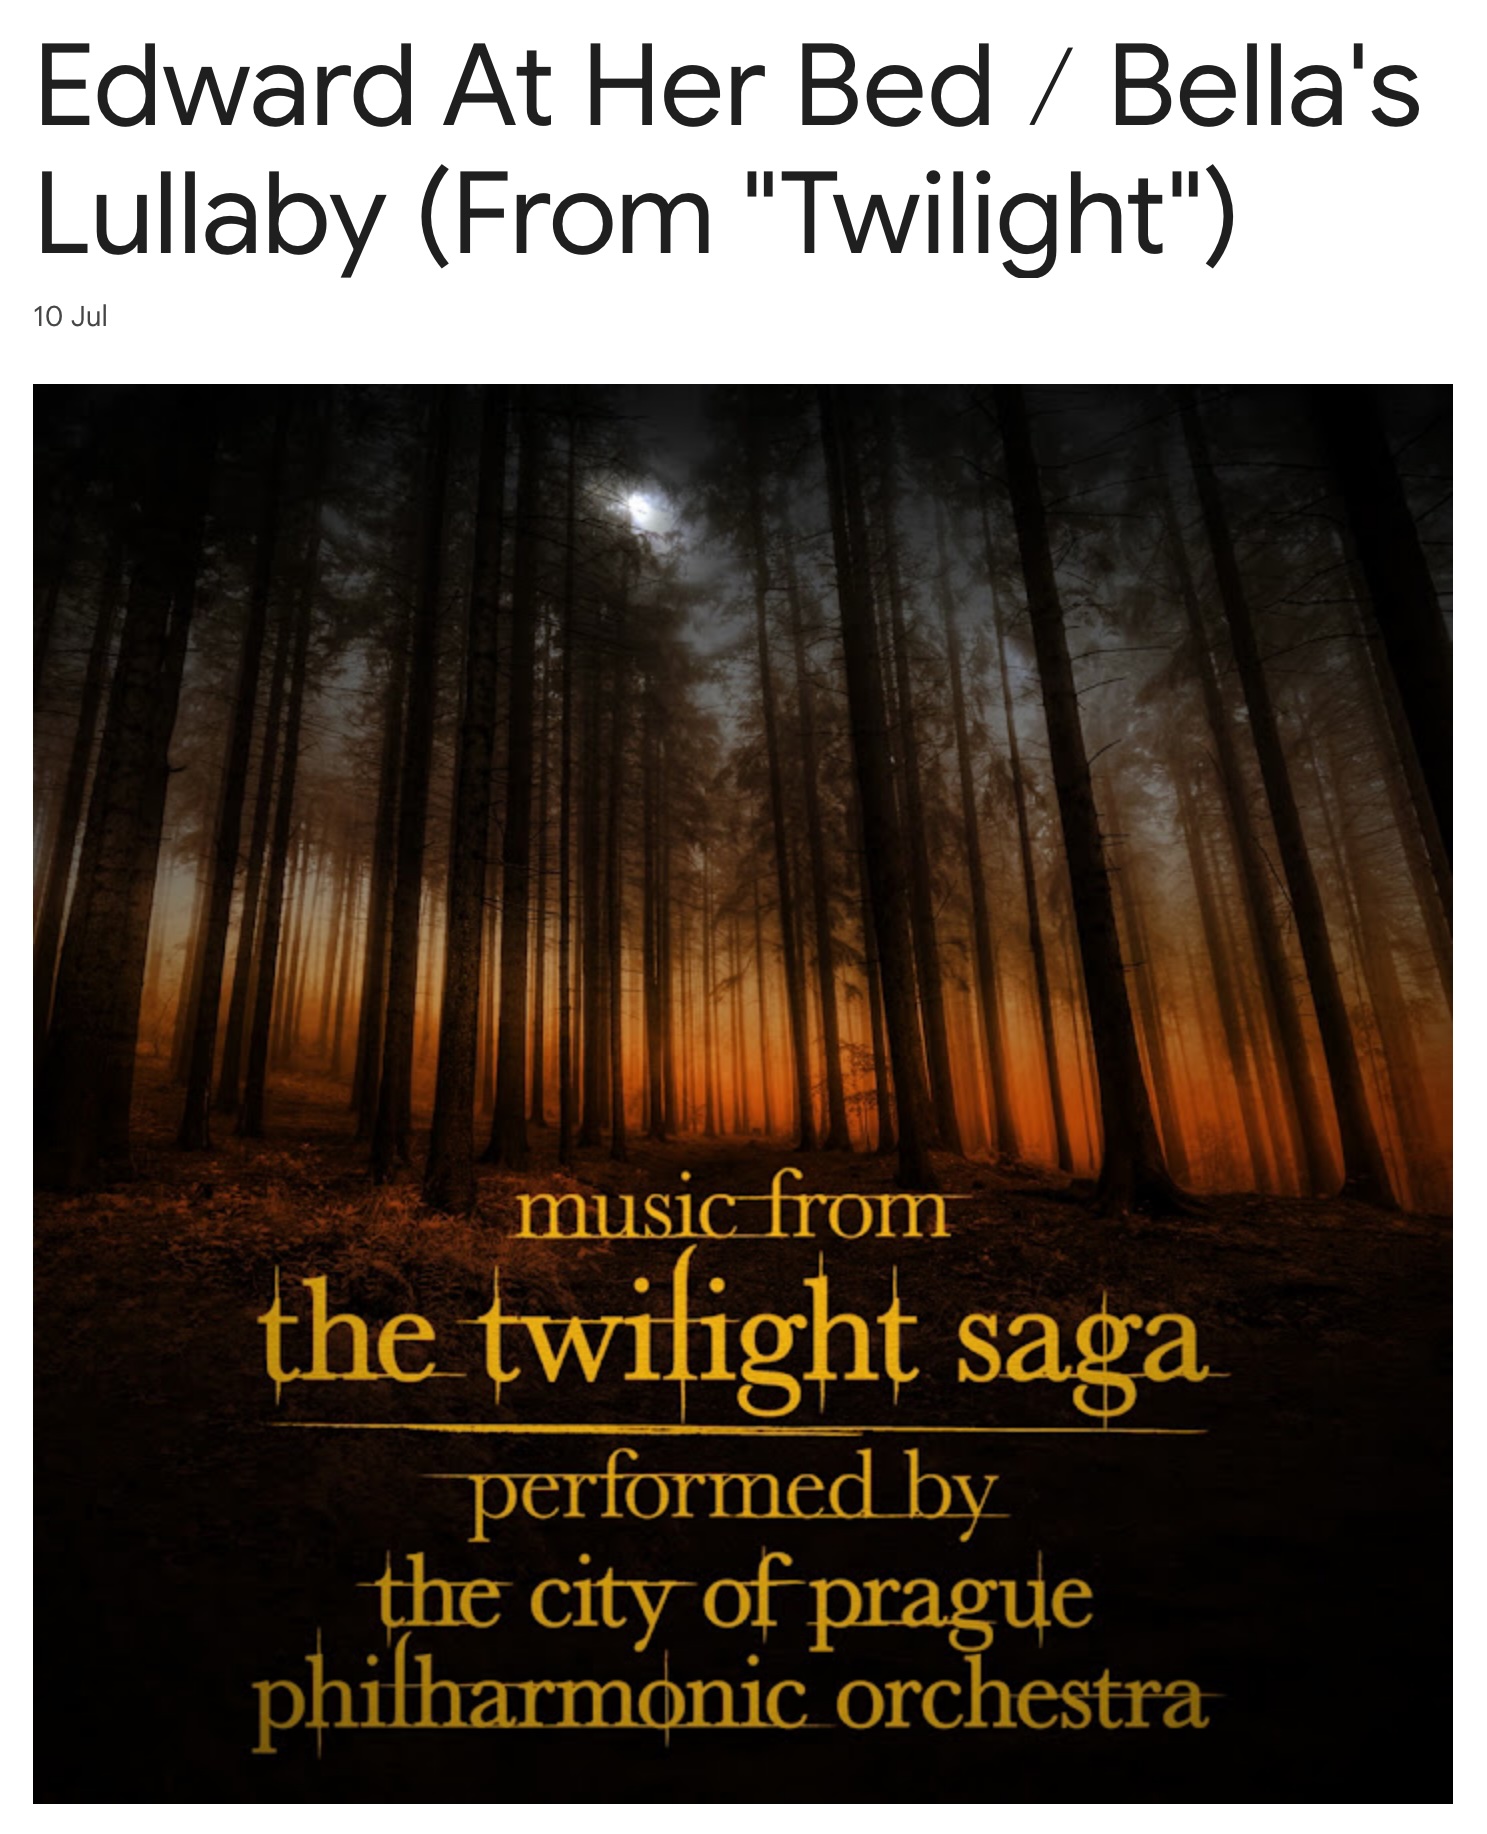 Edward At Her Bed / Bella's
Lullaby (From "Twilight")
10 Jul
music from
the twilight saga
performed by
the city of prague
philharmonic orchestra